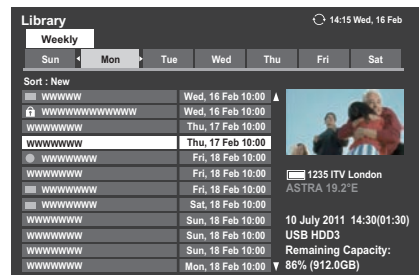 Library 14:15 Wed, 16 Feb
Weekly
Sun Mon Tue Wed Thu Fri Sat
Sort : New
wwwww Wed, 16 Feb 10:00
wwwwwwwwwwwww Wed, 16 Feb 10:00
wwwwwwww Thu, 17 Feb 10:00
wwwwwwww Thu, 17 Feb 10:00
wwwwwwww Fri, 18 Feb 10:00
wwwwwwww Fri, 18 Feb 10:00
wwwwwwww Fri, 18 Feb 10:00
wwwwwwww Sat, 18 Feb 10:00
wwwwwwww Sun, 18 Feb 10:00
wwwwwwww Sun, 18 Feb 10:00
wwwwwwww Sun, 18 Feb 10:00
wwwwwwww Mon, 18 Feb 10:00
1235 ITV London
ASTRA 19.2°E
10 July 2011 14:30(01:30)
USB HDD3
Remaining Capacity:
86% (912.0GB)